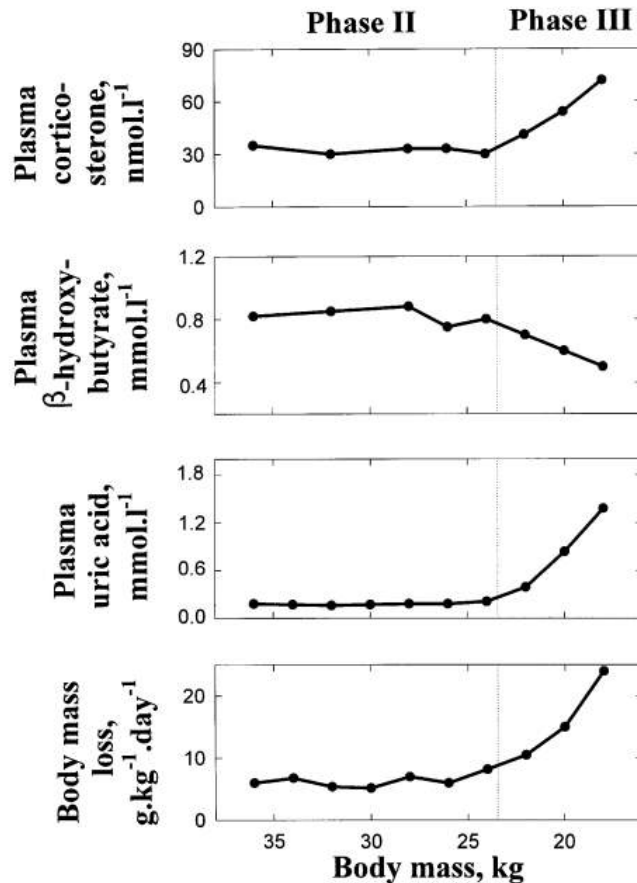 Phase II
Phase III
Plasma
cortico-
sterone,
nmol.l⁻¹
90
60
30
0
Plasma
β-hydroxy-
butyrate,
mmol.l⁻¹
1.2
0.8
0.4
Plasma
uric acid,
mmol.l⁻¹
1.8
1.2
0.6
0.0
Body mass
loss,
g.kg⁻¹.day⁻¹
20
10
0
35
30
25
20
Body mass, kg